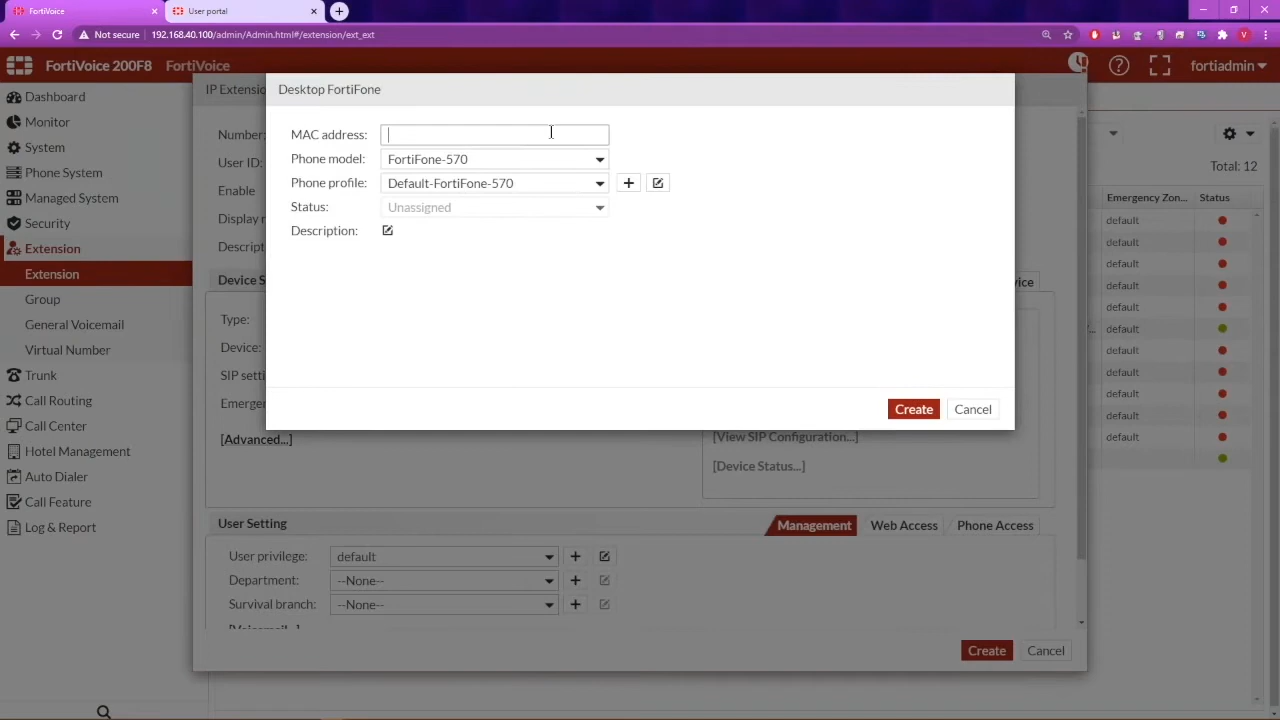 FortiVoice
User portal
Not secure 192.168.40.100/admin/Admin.html#/extension/ext_ext
FortiVoice 200F8 FortiVoice
fortiadmin
Dashboard
Monitor
System
Phone System
Managed System
Security
Extension
Extension
Group
General Voicemail
Virtual Number
Trunk
Call Routing
Call Center
Hotel Management
Auto Dialer
Call Feature
Log & Report
IP Extensio
Number:
User ID:
Enable
Display
Descript
Device S
Type:
Device:
SIP setti
Emerge
[Advanced...]
Desktop FortiFone
MAC address:
Phone model: FortiFone-570
Phone profile: Default-FortiFone-570
Status: Unassigned
Description:
Create Cancel
vice
[View SIP Configuration...]
[Device Status...]
User Setting
Management Web Access Phone Access
User privilege: default
Department: --None--
Survival branch: --None--
[Voicemail...]
Create Cancel
Total: 12
Emergency Zon... Status
default
default
default
default
default
default
default
default
default
default